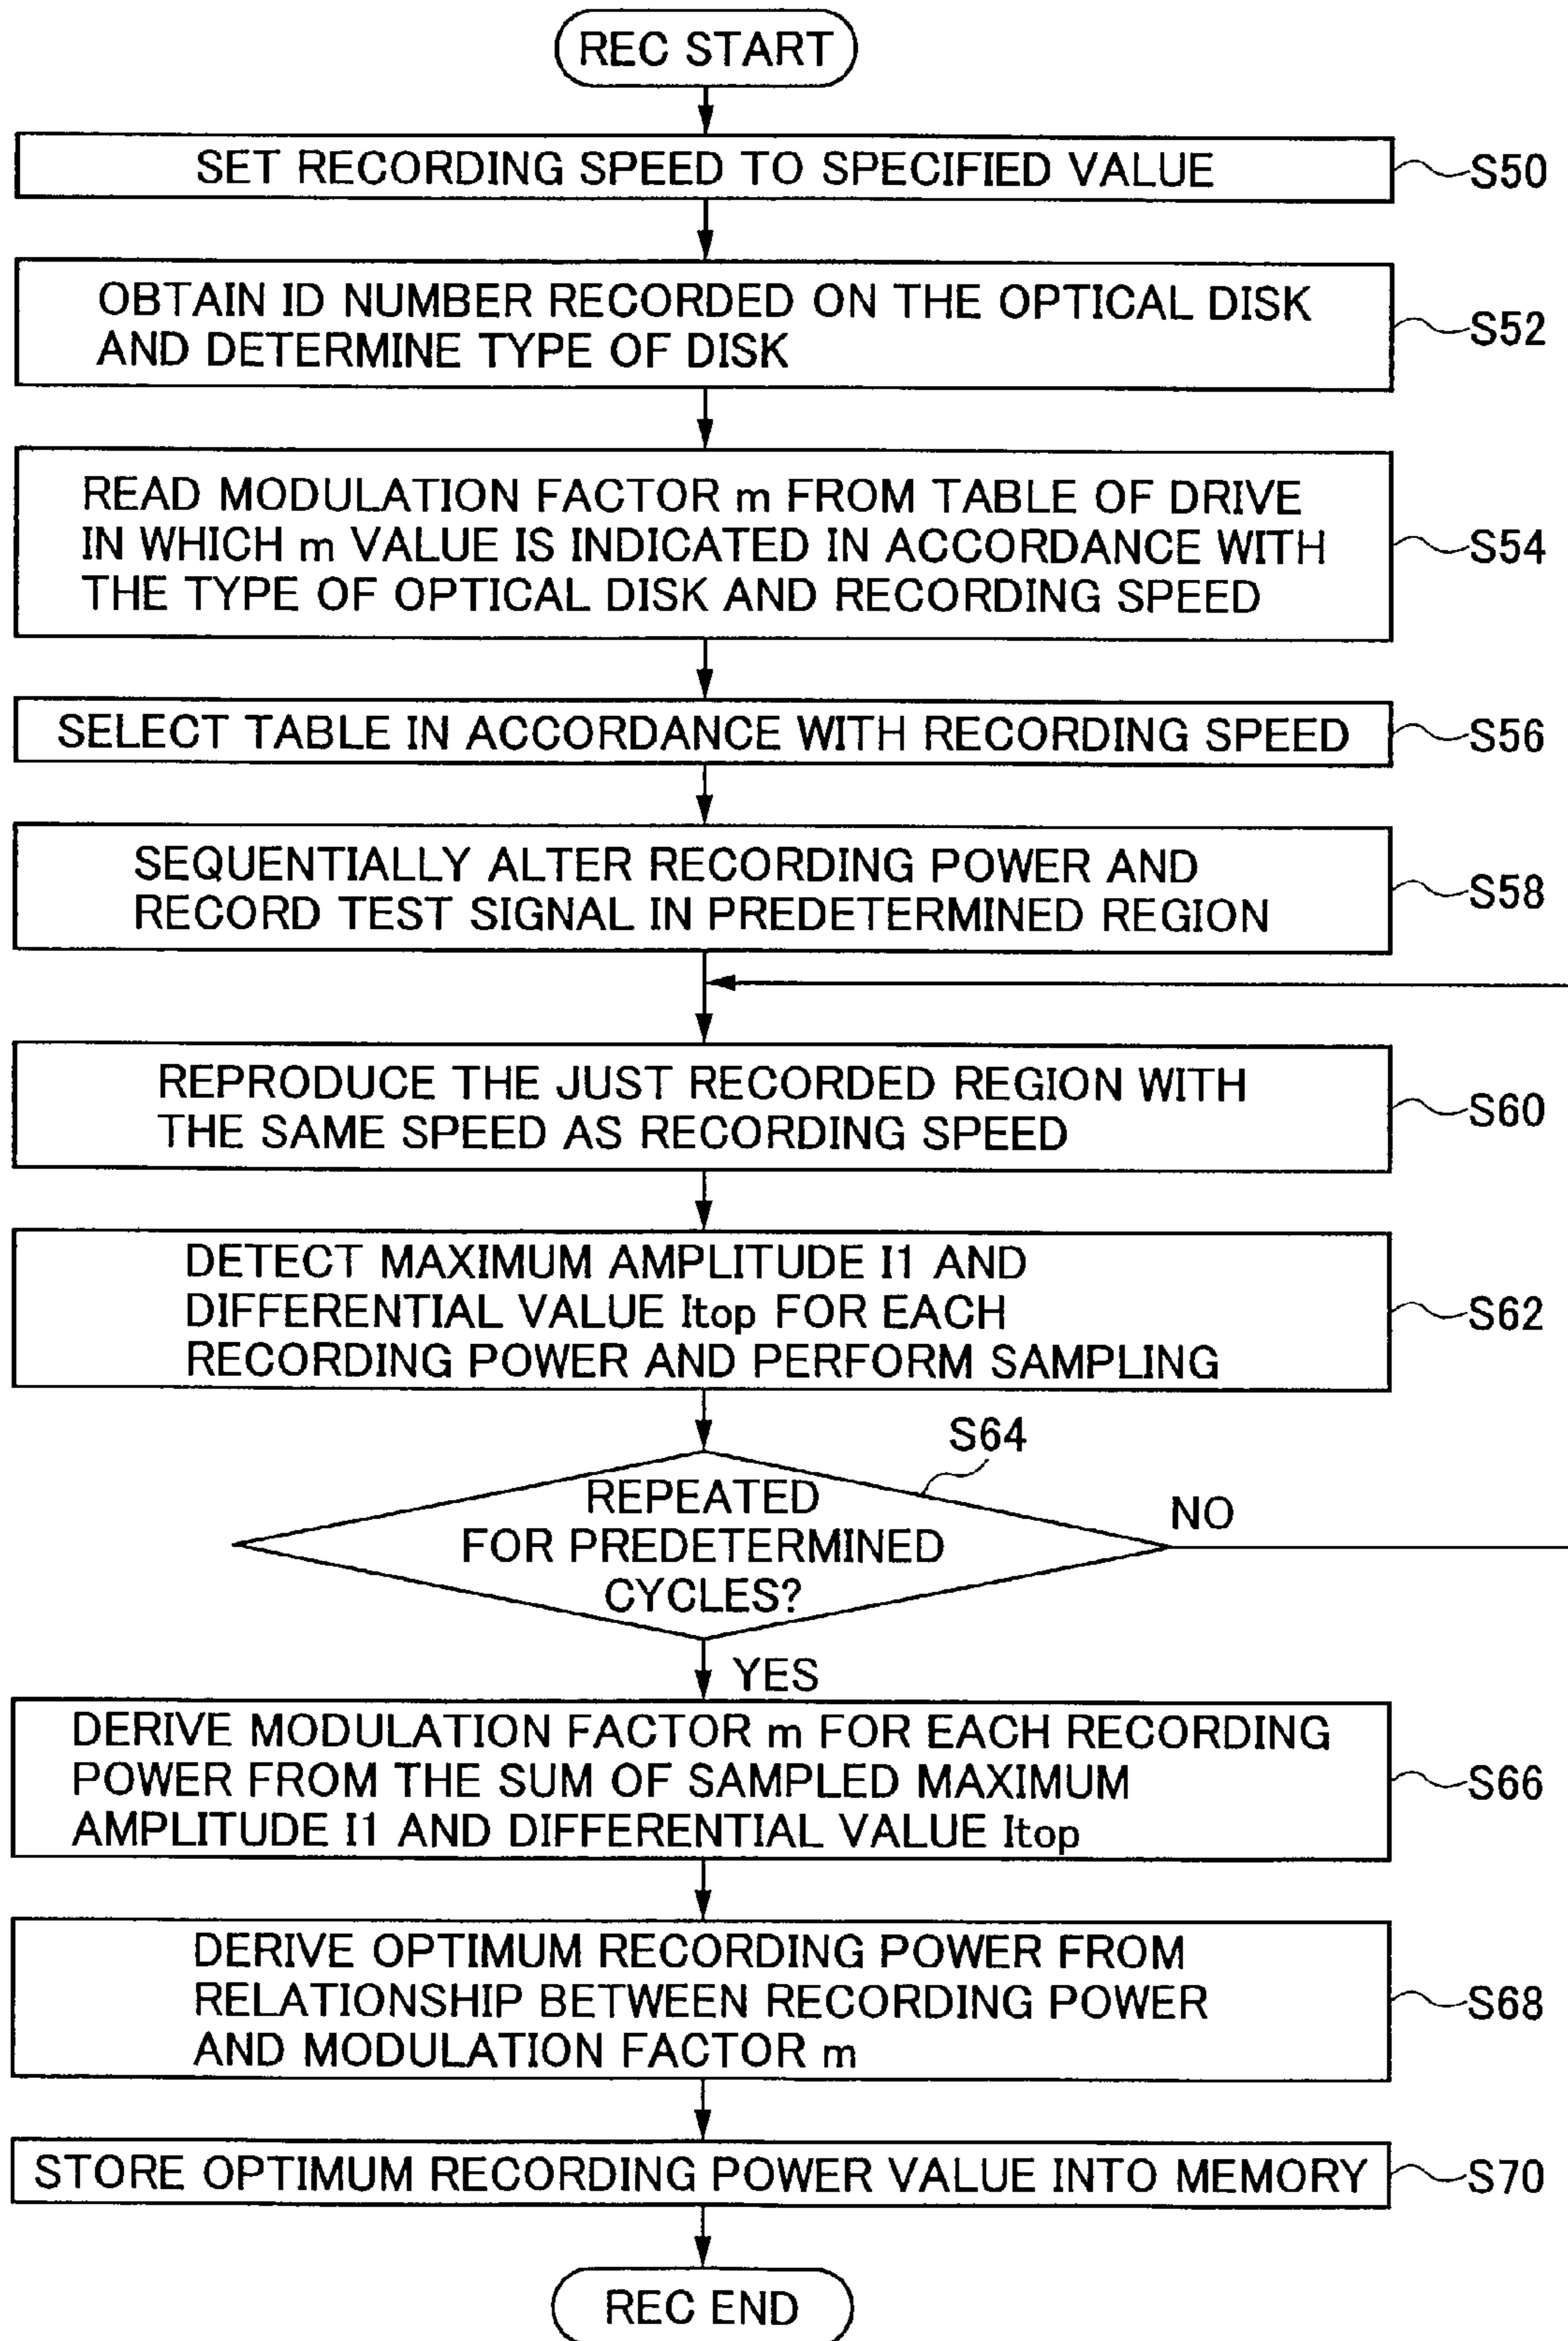 REC START
SET RECORDING SPEED TO SPECIFIED VALUE
S50
OBTAIN ID NUMBER RECORDED ON THE OPTICAL DISK
AND DETERMINE TYPE OF DISK
S52
READ MODULATION FACTOR m FROM TABLE OF DRIVE
IN WHICH m VALUE IS INDICATED IN ACCORDANCE WITH
THE TYPE OF OPTICAL DISK AND RECORDING SPEED
S54
SELECT TABLE IN ACCORDANCE WITH RECORDING SPEED
S56
SEQUENTIALLY ALTER RECORDING POWER AND
RECORD TEST SIGNAL IN PREDETERMINED REGION
S58
REPRODUCE THE JUST RECORDED REGION WITH
THE SAME SPEED AS RECORDING SPEED
S60
DETECT MAXIMUM AMPLITUDE I1 AND
DIFFERENTIAL VALUE Itop FOR EACH
RECORDING POWER AND PERFORM SAMPLING
S62
S64
REPEATED
FOR PREDETERMINED
CYCLES?
NO
YES
DERIVE MODULATION FACTOR m FOR EACH RECORDING
POWER FROM THE SUM OF SAMPLED MAXIMUM
AMPLITUDE I1 AND DIFFERENTIAL VALUE Itop
S66
DERIVE OPTIMUM RECORDING POWER FROM
RELATIONSHIP BETWEEN RECORDING POWER
AND MODULATION FACTOR m
S68
STORE OPTIMUM RECORDING POWER VALUE INTO MEMORY
S70
REC END